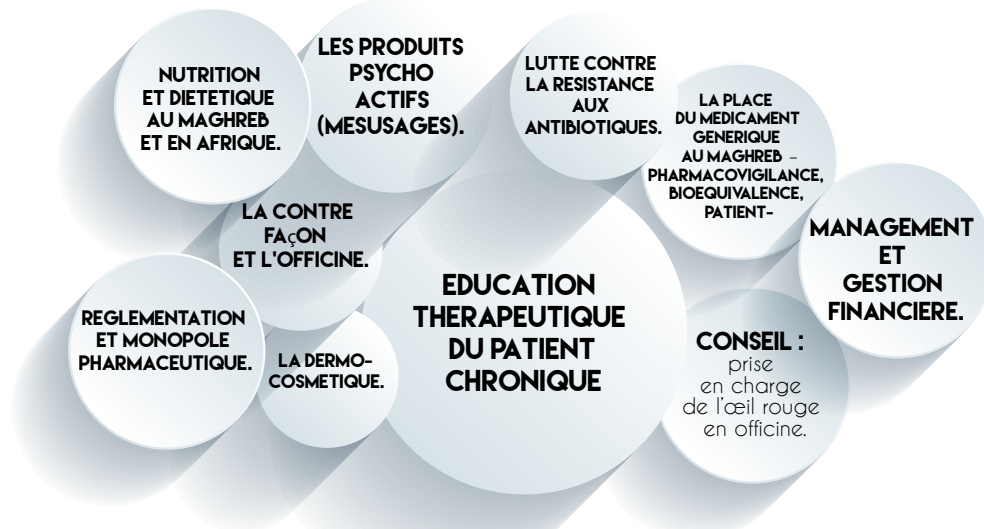 NUTRITION
ET DIETETIQUE
AU MAGHREB
ET EN AFRIQUE.
LES PRODUITS
PSYCHO
ACTIFS
(MESUSAGES).
LUTTE CONTRE
LA RESISTANCE
AUX
ANTIBIOTIQUES.
LA PLACE
DU MEDICAMENT
GENERIQUE
AU MAGHREB –
PHARMACOVIGILANCE,
BIOEQUIVALENCE,
PATIENT-
MANAGEMENT
ET
GESTION
FINANCIERE.
LA CONTRE
FAçON
ET L'OFFICINE.
EDUCATION
THERAPEUTIQUE
DU PATIENT
CHRONIQUE
REGLEMENTATION
ET MONOPOLE
PHARMACEUTIQUE.
LA DERMO-
COSMETIQUE.
CONSEIL :
prise
en charge
de l'œil rouge
en officine.